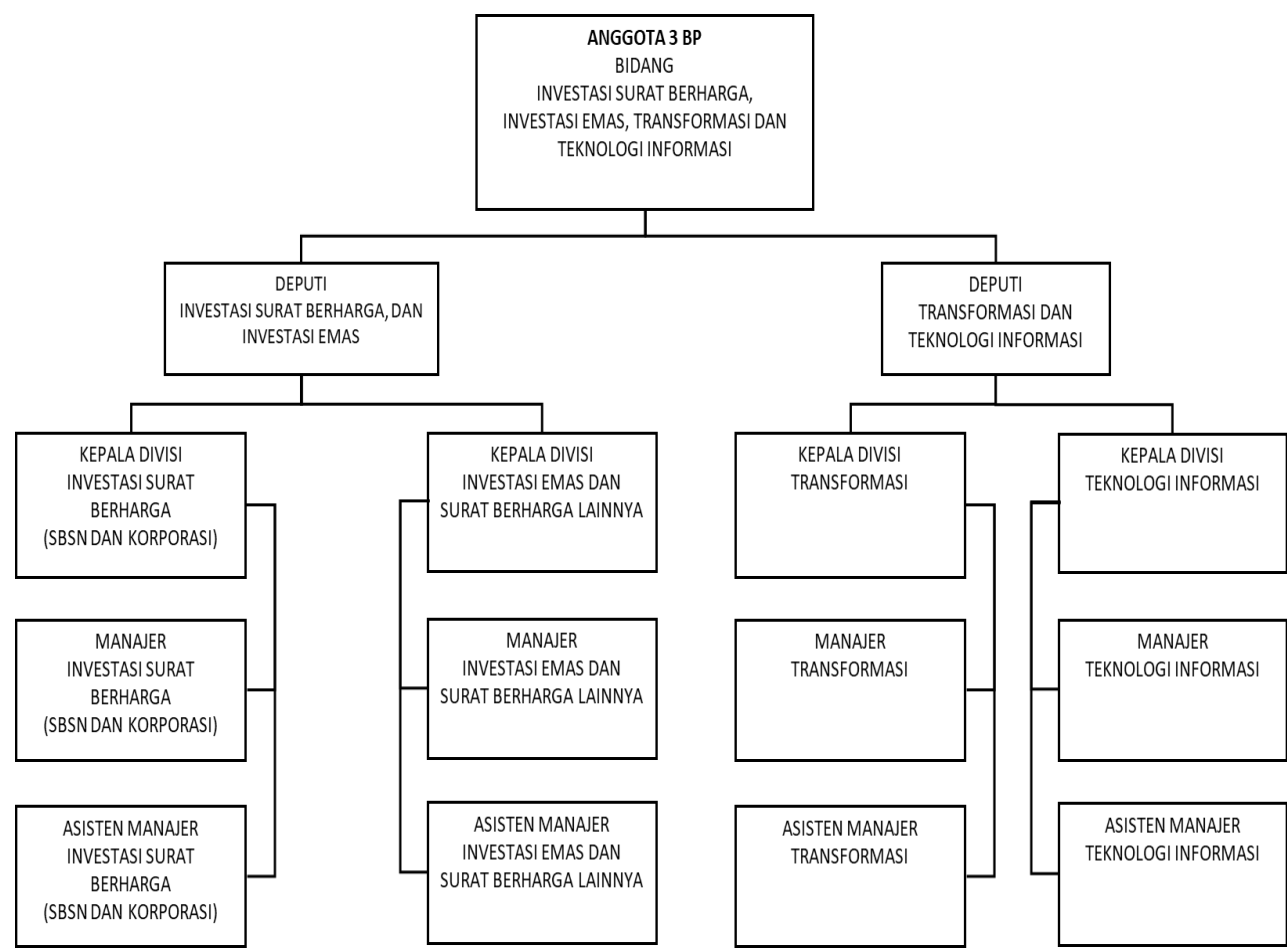 ANGGOTA 3 BP
BIDANG
INVESTASI SURAT BERHARGA,
INVESTASI EMAS, TRANSFORMASI DAN
TEKNOLOGI INFORMASI
DEPUTI
INVESTASI SURAT BERHARGA, DAN
INVESTASI EMAS
DEPUTI
TRANSFORMASI DAN
TEKNOLOGI INFORMASI
KEPALA DIVISI
INVESTASI SURAT
BERHARGA
(SBSN DAN KORPORASI)
KEPALA DIVISI
INVESTASI EMAS DAN
SURAT BERHARGA LAINNYA
KEPALA DIVISI
TRANSFORMASI
KEPALA DIVISI
TEKNOLOGI INFORMASI
MANAJER
INVESTASI SURAT
BERHARGA
(SBSN DAN KORPORASI)
MANAJER
INVESTASI EMAS DAN
SURAT BERHARGA LAINNYA
MANAJER
TRANSFORMASI
MANAJER
TEKNOLOGI INFORMASI
ASISTEN MANAJER
INVESTASI SURAT
BERHARGA
(SBSN DAN KORPORASI)
ASISTEN MANAJER
INVESTASI EMAS DAN
SURAT BERHARGA LAINNYA
ASISTEN MANAJER
TRANSFORMASI
ASISTEN MANAJER
TEKNOLOGI INFORMASI